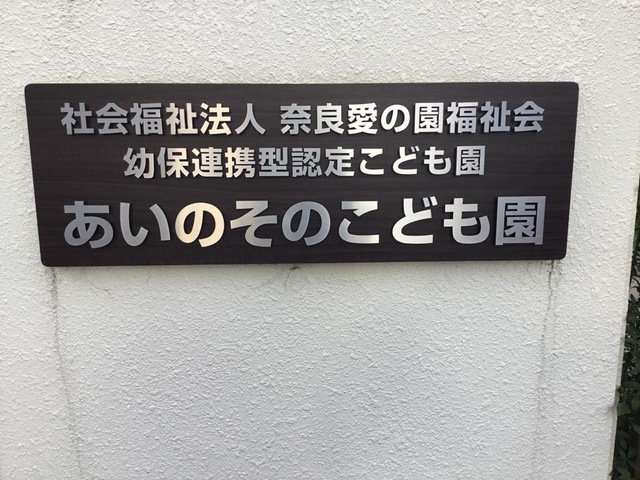 社会福祉法人 奈良愛の園福祉会
幼保連携型認定こども園
あいのそのこども園